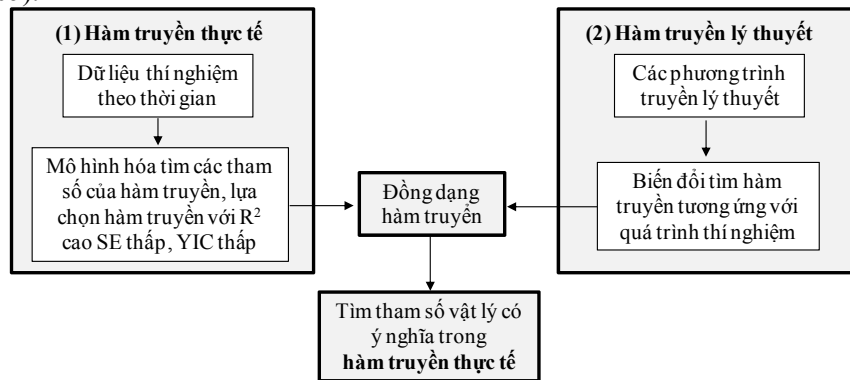 (1) Hàm truyền thực tế
Dữ liệu thí nghiệm
theo thời gian
Mô hình hóa tìm các tham
số của hàm truyền, lựa
chọn hàm truyền với R²
cao SE thấp, YIC thấp
(2) Hàm truyền lý thuyết
Các phương trình
truyền lý thuyết
Biến đổi tìm hàm
truyền tương ứng với
quá trình thí nghiệm
Đồng dạng
hàm truyển
Tìm tham số vật lý có
ý nghĩa trong
hàm truyền thực tế